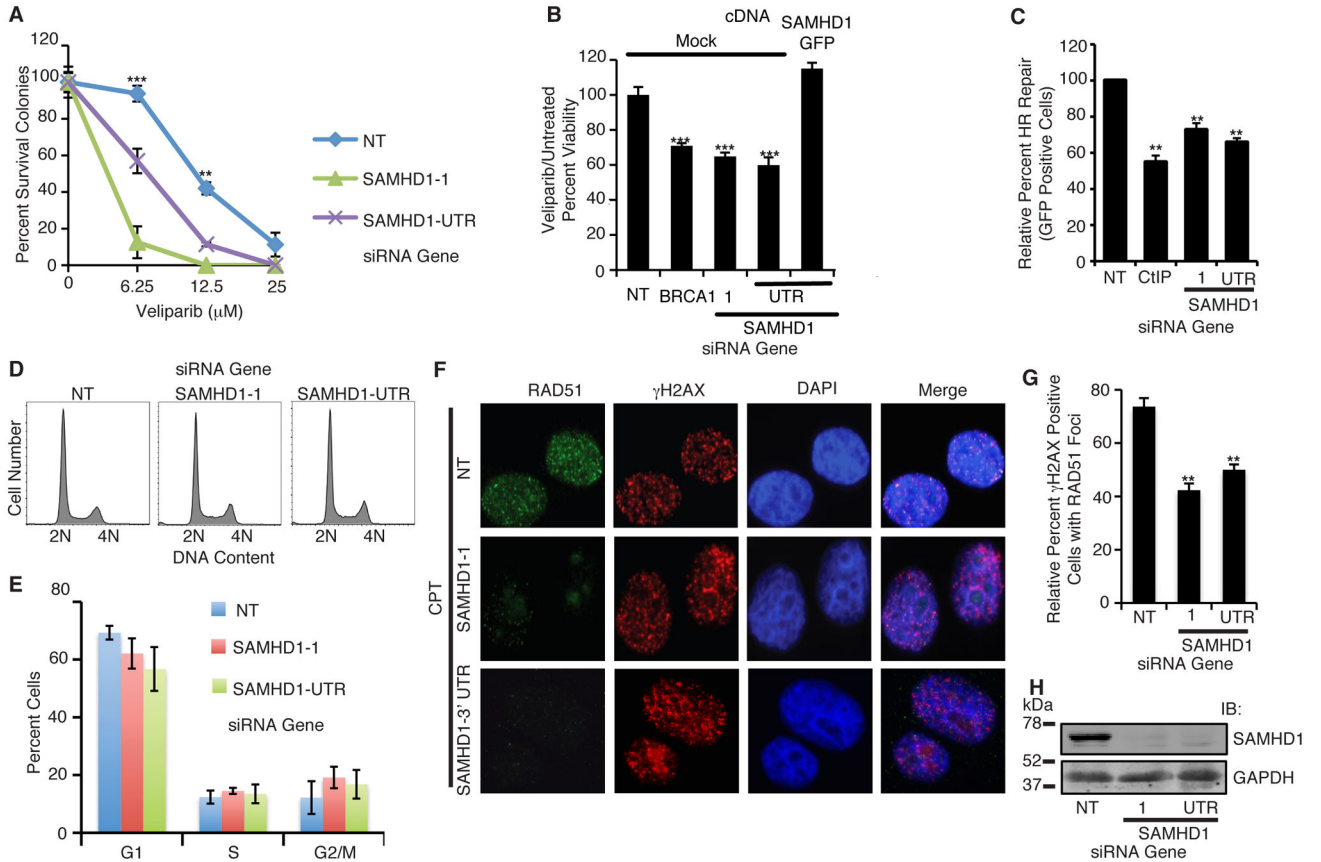 A
Percent Survival Colonies
120
100
80
60
40
20
0
***
**
0 6.25 12.5 25
Veliparib (μM)
NT
SAMHD1-1
SAMHD1-UTR
siRNA Gene
B
cDNA
Mock
SAMHD1
GFP
Veliparib/Untreated
Percent Viability
120
100
80
60
40
20
0
*** *** ***
NT BRCA1 1 UTR
SAMHD1
siRNA Gene
C
Relative Percent HR Repair
(GFP Positive Cells)
120
100
80
60
40
20
0
** ** **
NT CtIP 1 UTR
SAMHD1
siRNA Gene
D
siRNA Gene
NT SAMHD1-1 SAMHD1-UTR
Cell Number
2N 4N 2N 4N 2N 4N
DNA Content
E
Percent Cells
80
60
40
20
0
NT
SAMHD1-1
SAMHD1-UTR
siRNA Gene
G1 S G2/M
F
RAD51 γH2AX DAPI Merge
CPT
NT
SAMHD1-1
SAMHD1-3' UTR
G
Relative Percent γH2AX Positive
Cells with RAD51 Foci
80
60
40
20
0
** **
NT 1 UTR
SAMHD1
siRNA Gene
H
kDa IB:
78
52
37
SAMHD1
GAPDH
NT 1 UTR
SAMHD1
siRNA Gene